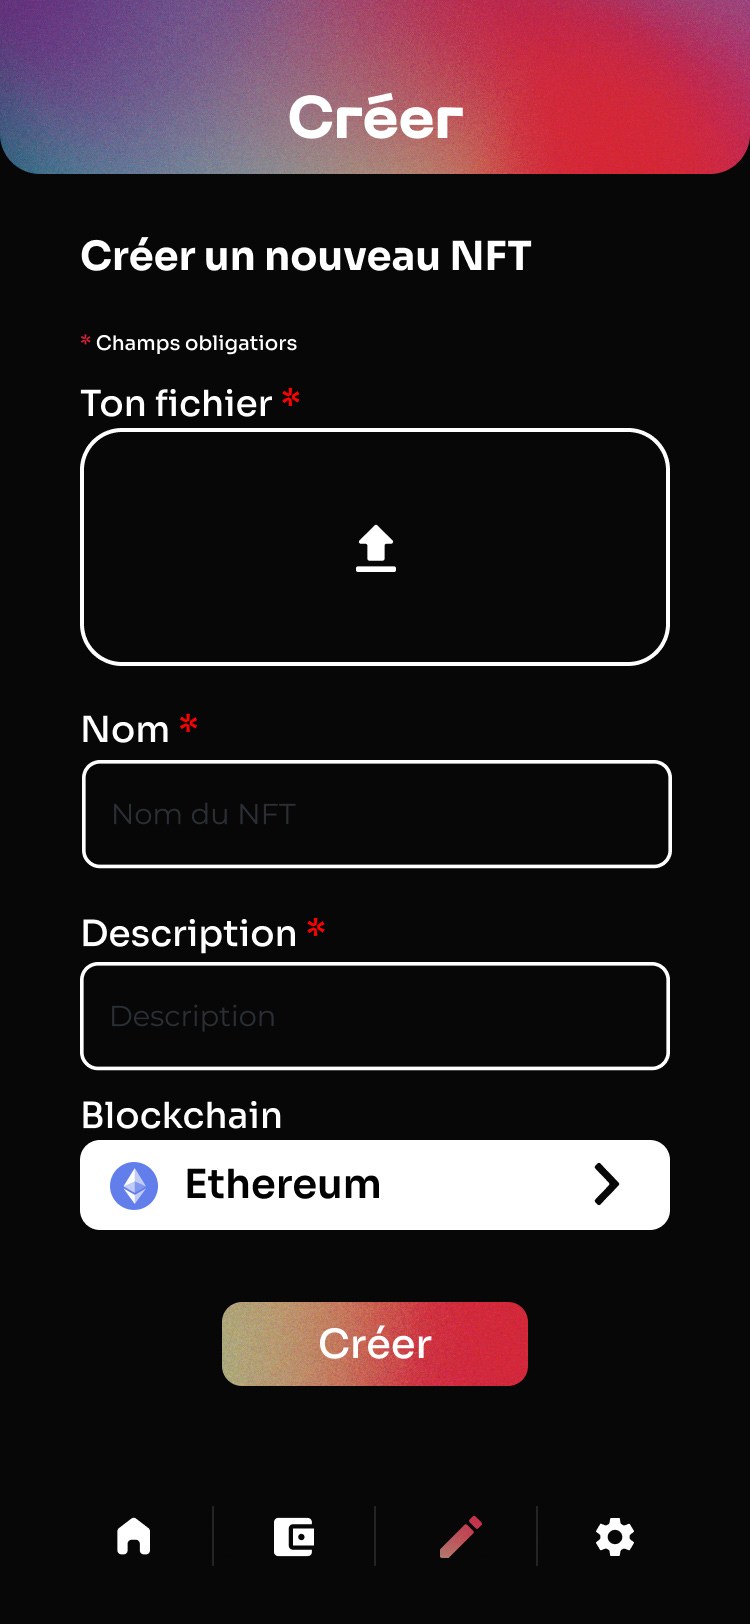 Créer
Créer un nouveau NFT
* Champs obligatiors
Ton fichier *
Nom *
Nom du NFT
Description *
Description
Blockchain
Ethereum
Créer